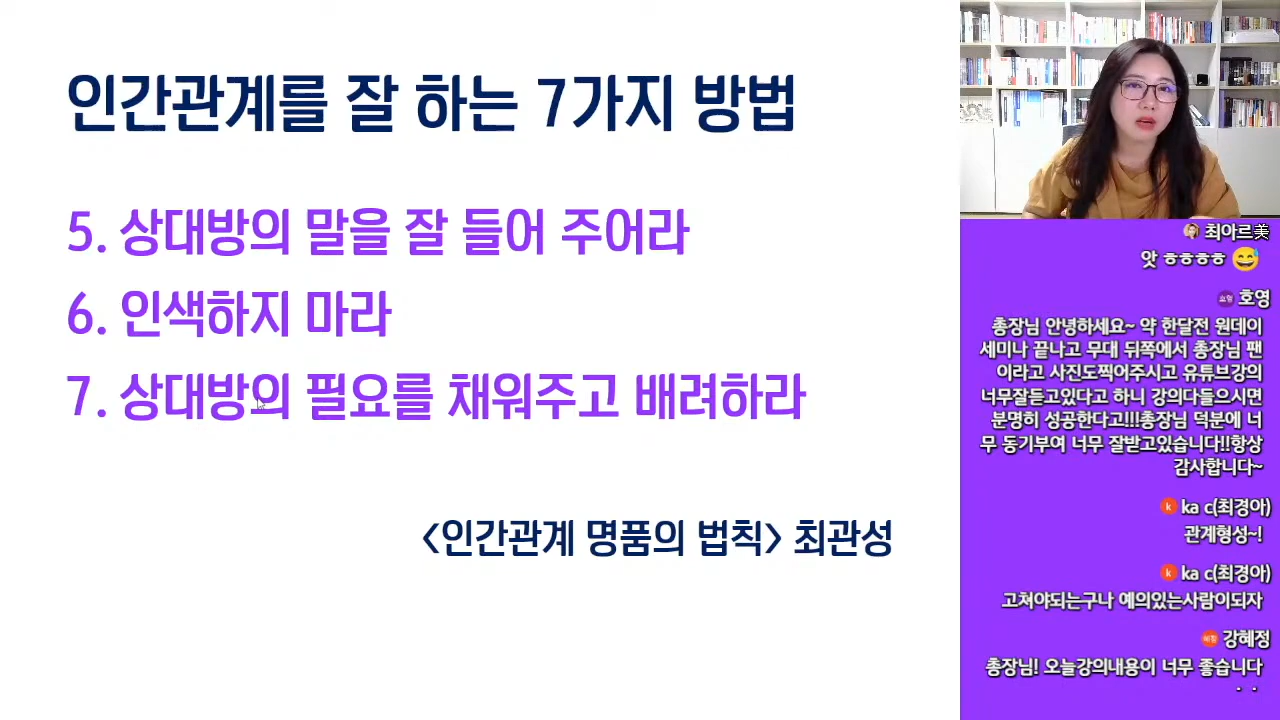 인간관계를 잘 하는 7가지 방법
5. 상대방의 말을 잘 들어 주어라
6. 인색하지 마라
7. 상대방의 필요를 채워주고 배려하라
<인간관계 명품의 법칙> 최관성
최아르美
앗 ㅎㅎㅎㅎ 😅
호영
총장님 안녕하세요~ 약 한달전 원데이
세미나 끝나고 무대 뒤쪽에서 총장님 팬
이라고 사진도찍어주시고 유튜브강의
너무잘듣고있다고 하니 강의다들으시면
분명히 성공한다고!!!총장님 덕분에 너
무 동기부여 너무 잘받고있습니다!!항상
감사합니다~
k ka c(최경아)
관계형성~!
k ka c(최경아)
고쳐야되는구나 예의있는사람이되자
혜정 강혜정
총장님! 오늘강의내용이 너무 좋습니다